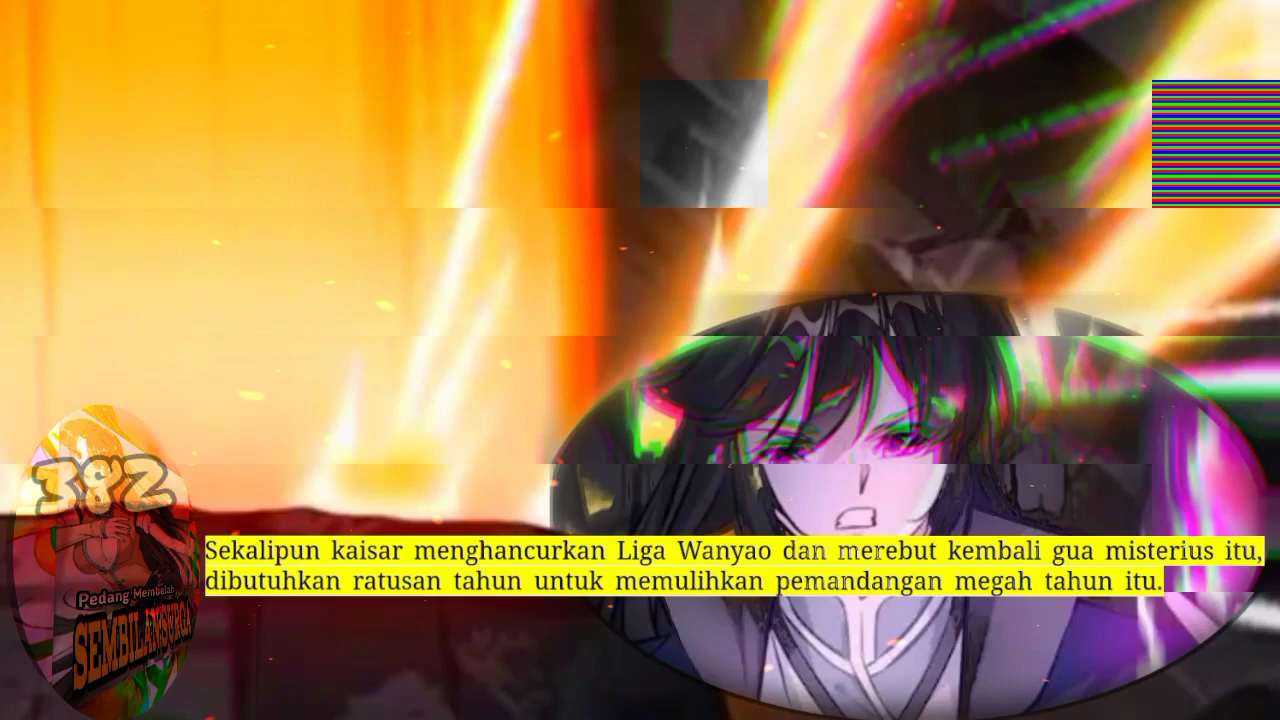 382
Pedang Membelah
SEMBILAN SURGA
Sekalipun kaisar menghancurkan Liga Wanyao dan merebut kembali gua misterius itu,
dibutuhkan ratusan tahun untuk memulihkan pemandangan megah tahun itu.